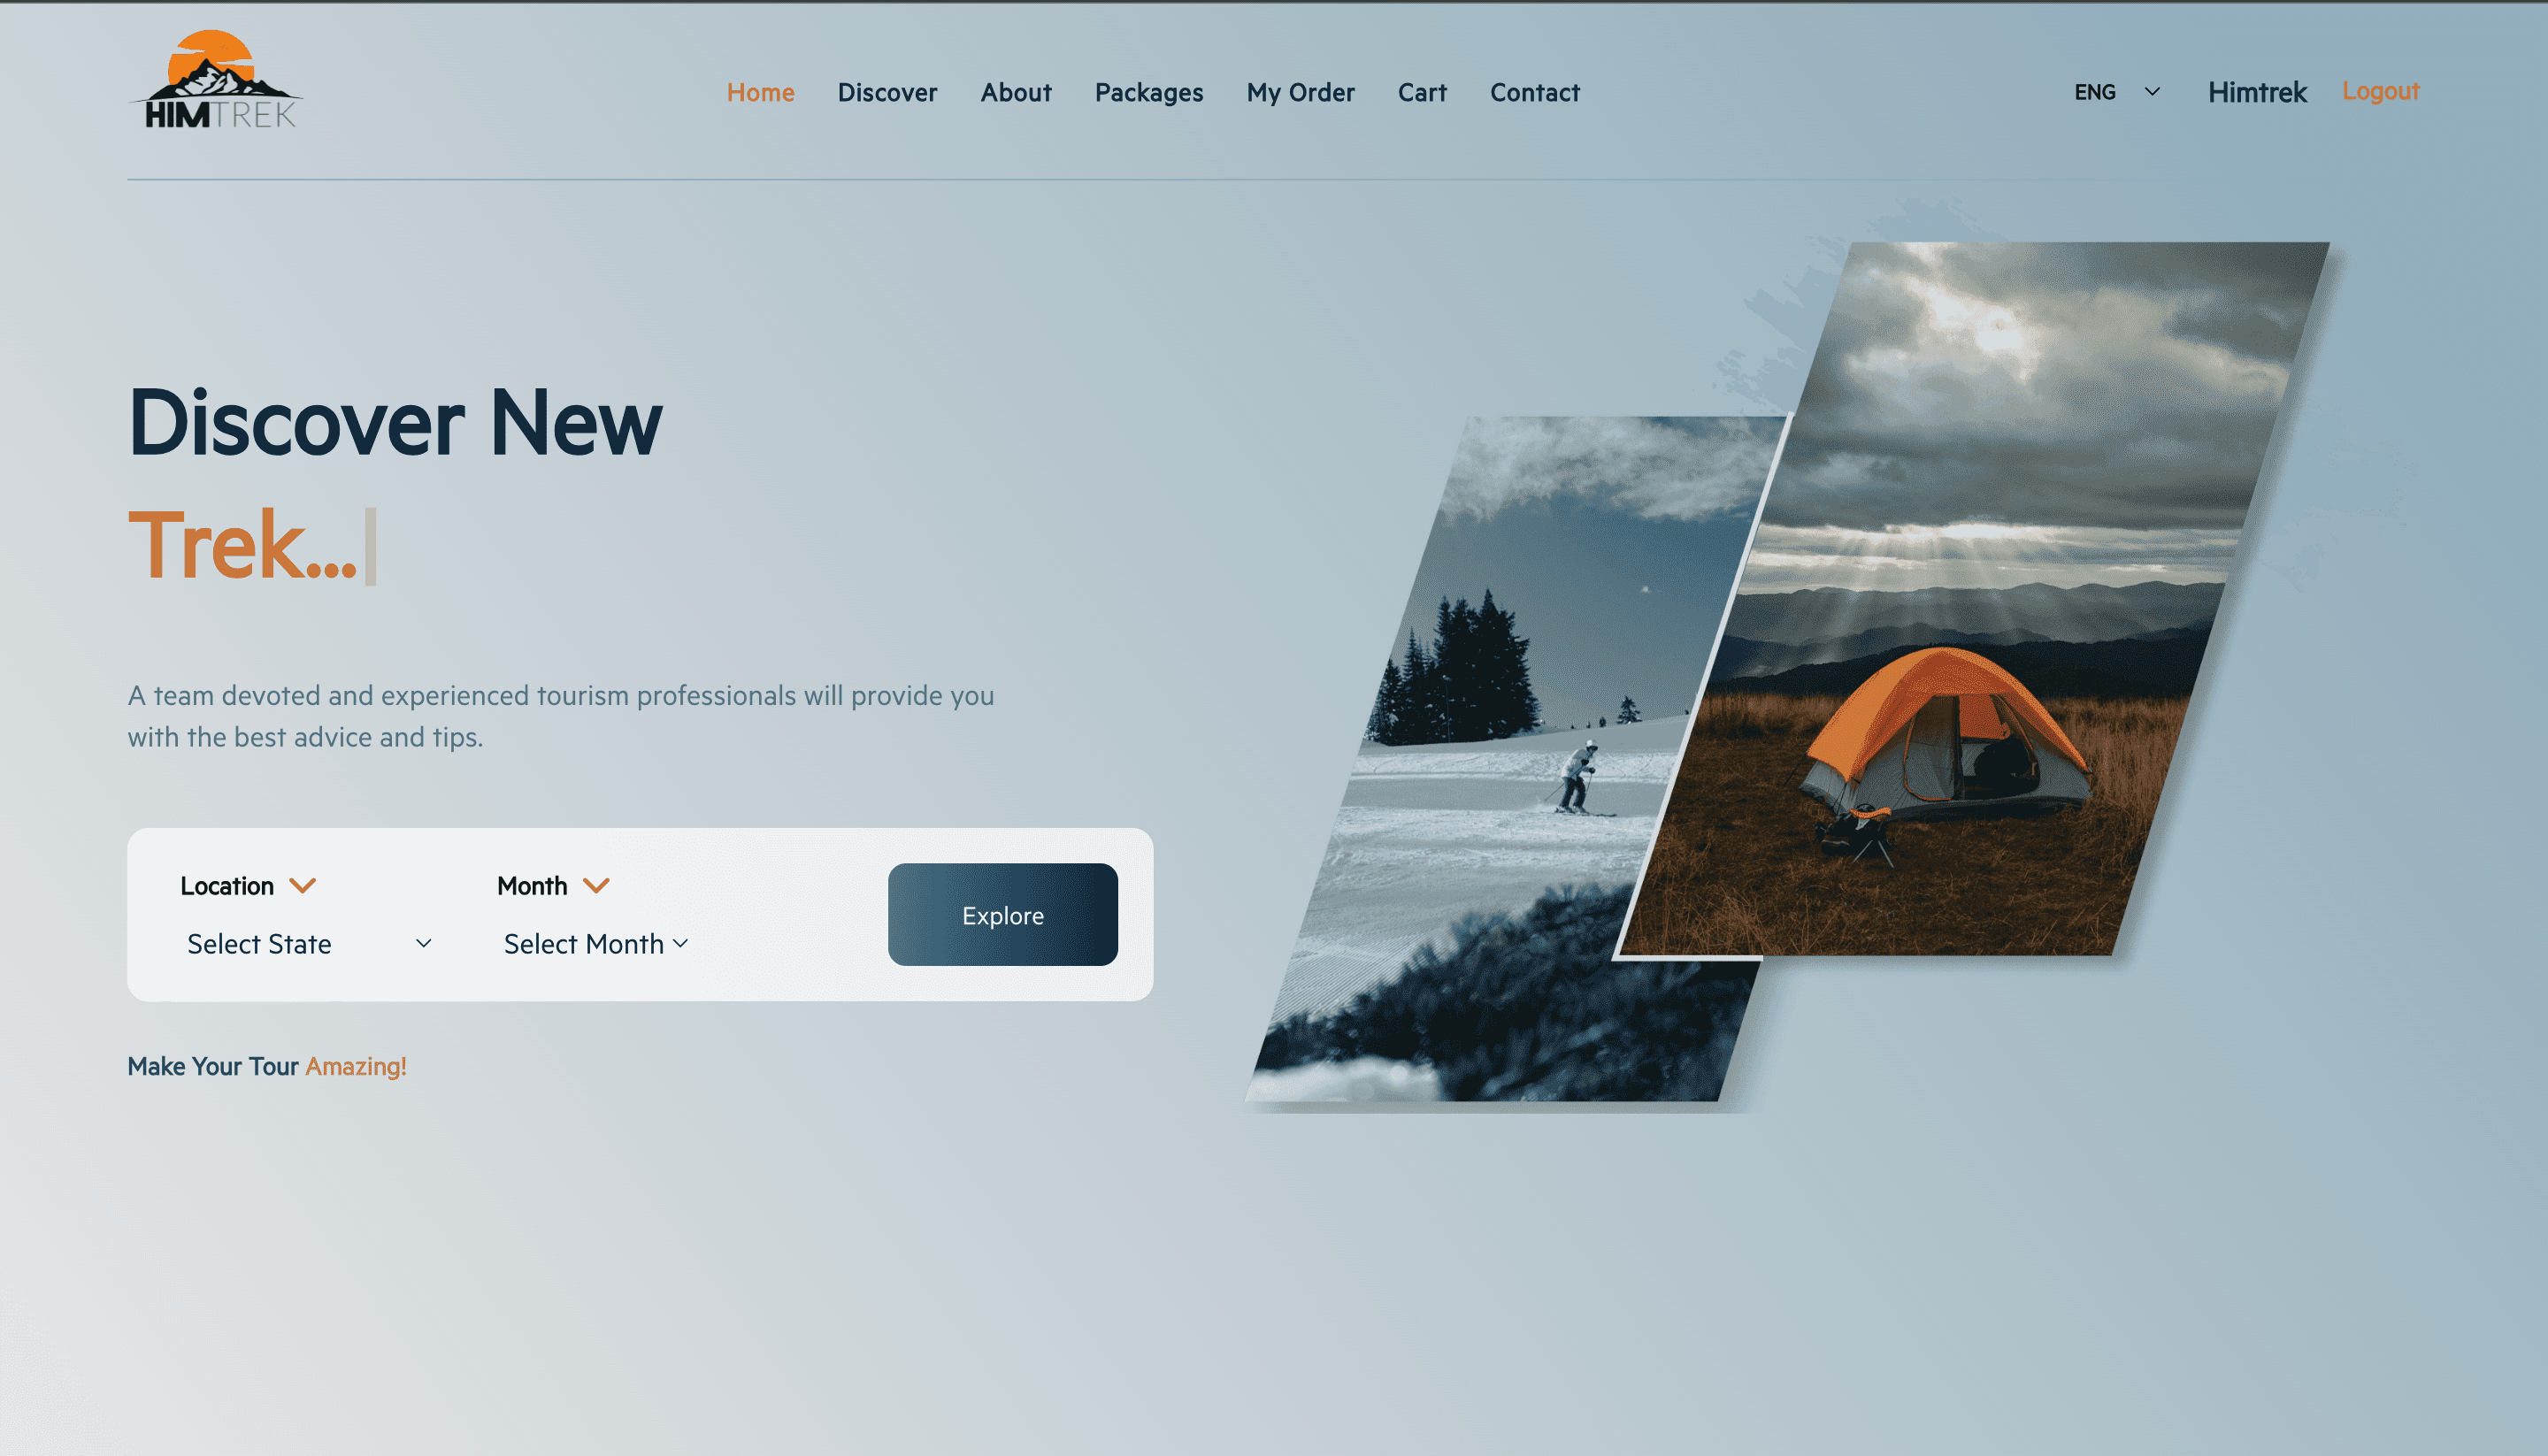 HIMTREK
Home Discover About Packages My Order Cart Contact
ENG Himtrek Logout
Discover New
Trek...
A team devoted and experienced tourism professionals will provide you
with the best advice and tips.
Location Month
Select State Select Month
Explore
Make Your Tour Amazing!